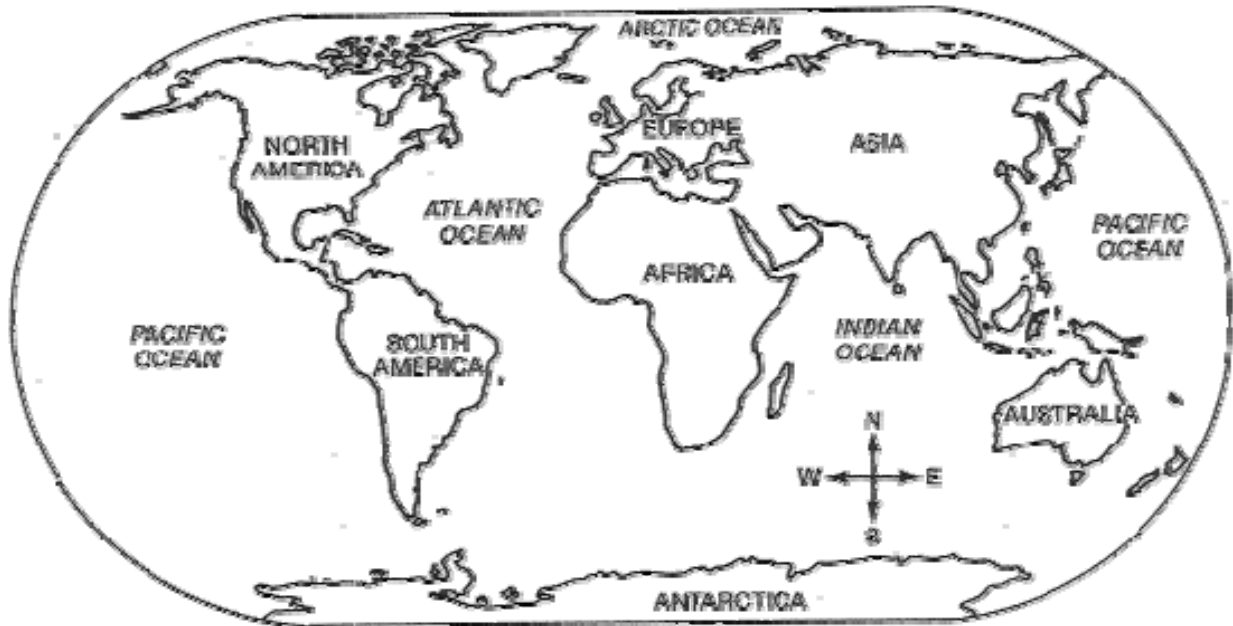 ARCTIC OCEAN
NORTH
AMERICA
EUROPE
ASIA
ATLANTIC
OCEAN
PACIFIC
OCEAN
AFRICA
PACIFIC
OCEAN
SOUTH
AMERICA
INDIAN
OCEAN
AUSTRALIA
N
W
E
S
ANTARCTICA